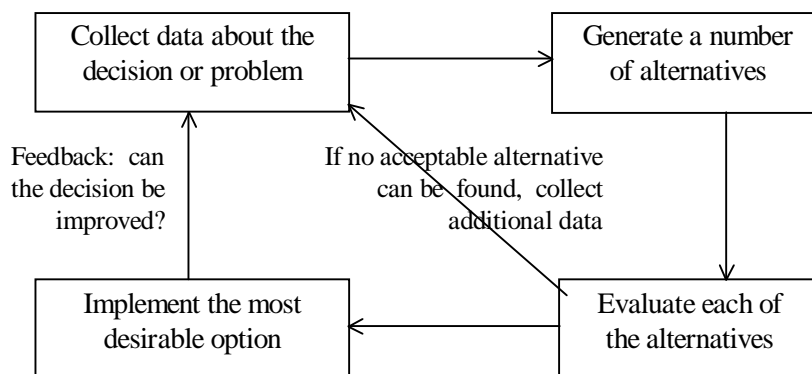 Collect data about the
decision or problem
Generate a number
of alternatives
Feedback: can
the decision be
improved?
If no acceptable alternative
can be found, collect
additional data
Implement the most
desirable option
Evaluate each of
the alternatives